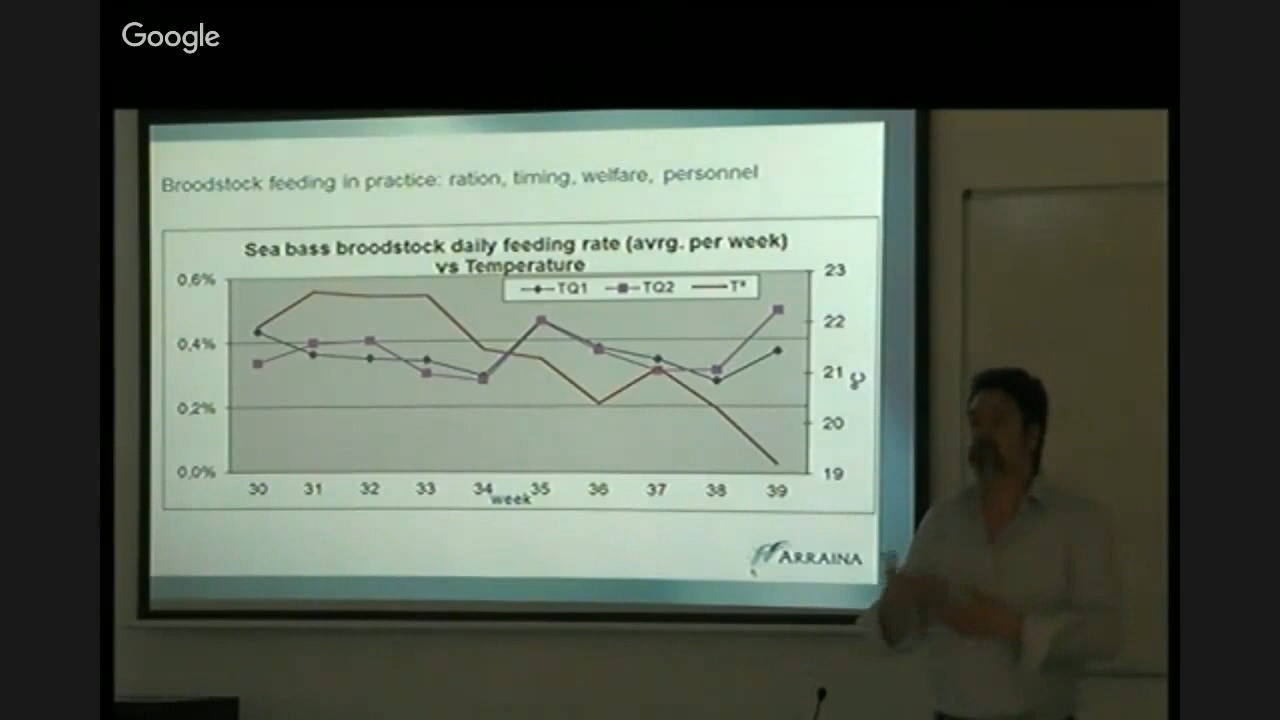 Google
Broodstock feeding in practice: ration, timing, welfare, personnel
Sea bass broodstock daily feeding rate (avrg. per week)
vs Temperature
TQ1 TQ2 Tª
0,6%
0,4%
0,2%
0,0%
23
22
21
20
19
ºC
30 31 32 33 34 35 36 37 38 39
week
ARRAINA